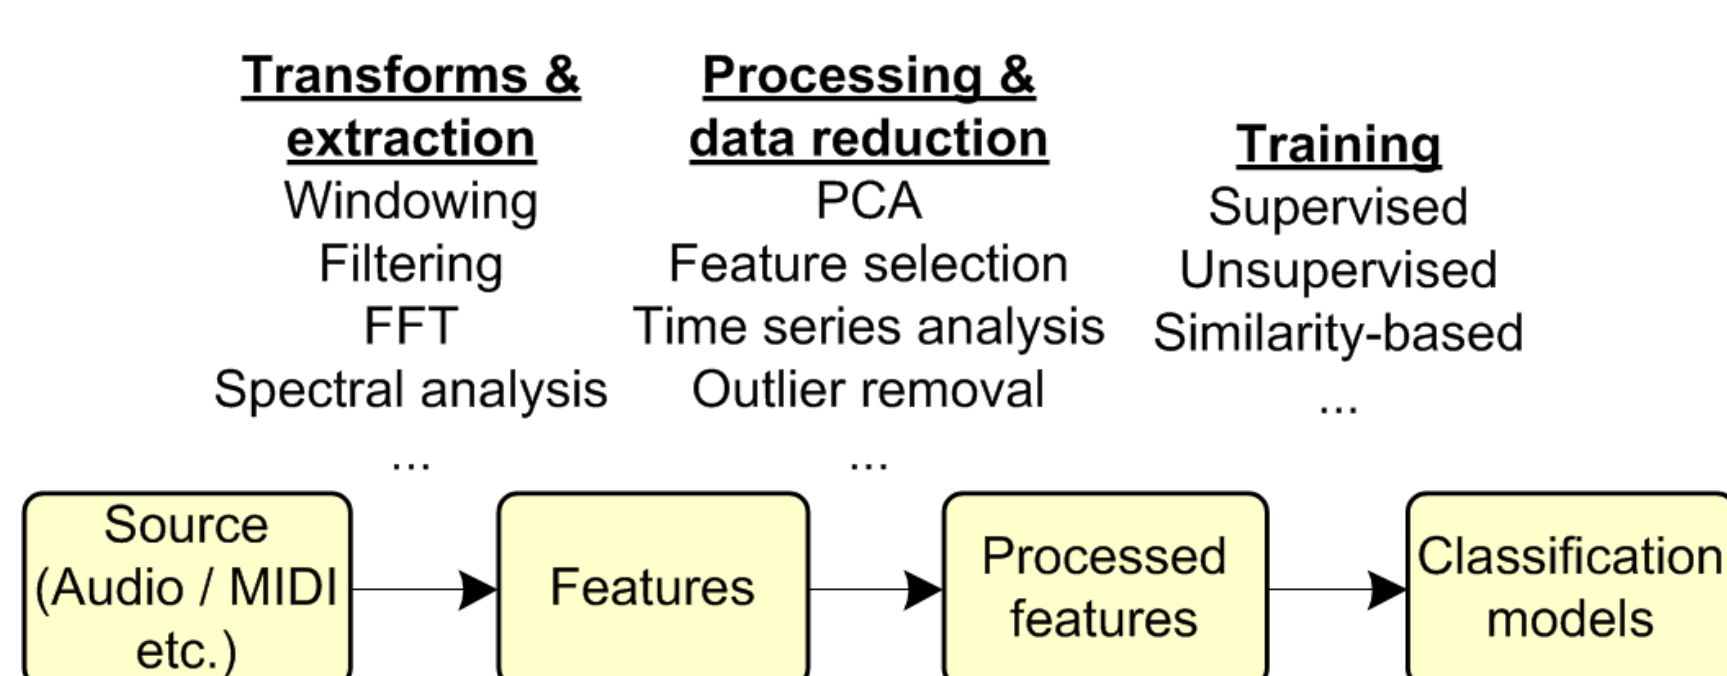 Transforms &
extraction
Windowing
Filtering
FFT
Spectral analysis
...
Processing &
data reduction
PCA
Feature selection
Time series analysis
Outlier removal
...
Training
Supervised
Unsupervised
Similarity-based
...
Source
(Audio / MIDI
etc.)
Features
Processed
features
Classification
models